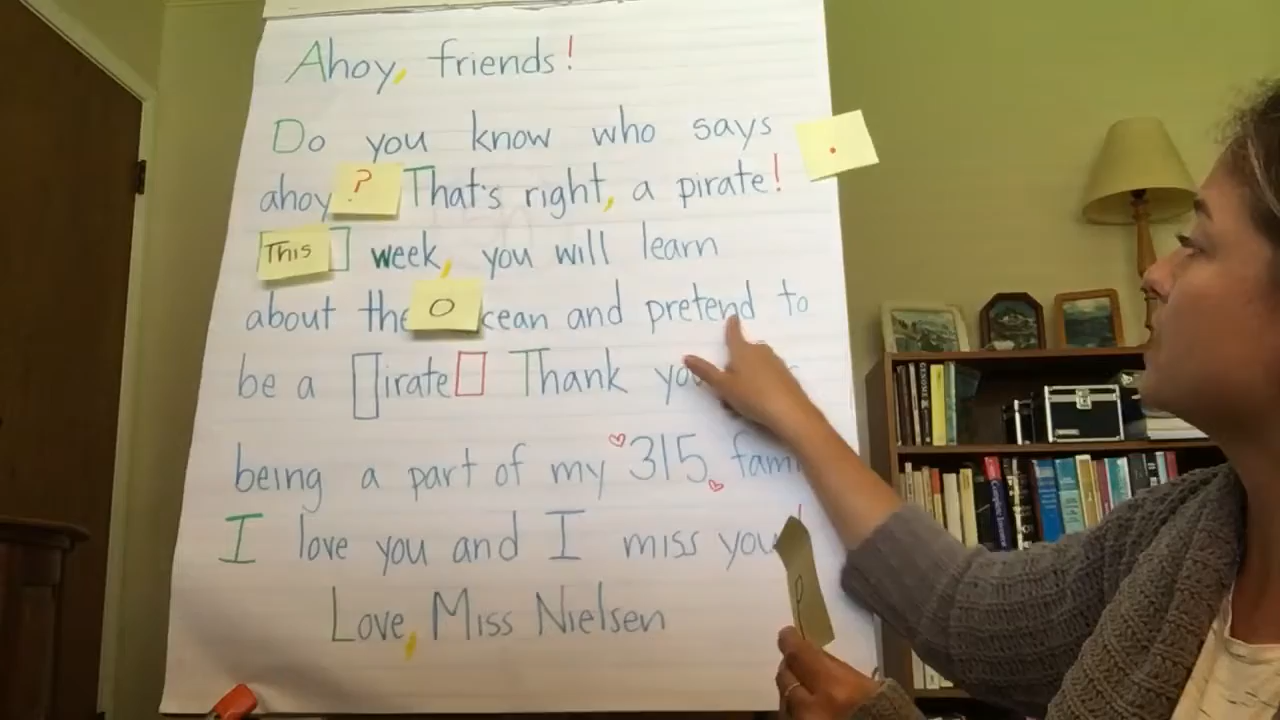 Ahoy, friends!
Do you know who says .
ahoy? That's right, a pirate!
This week, you will learn
about the Ocean and pretend to
be a irate Thank
being a part of my 315
I love you and I miss you!
Love, Miss Nielsen
p